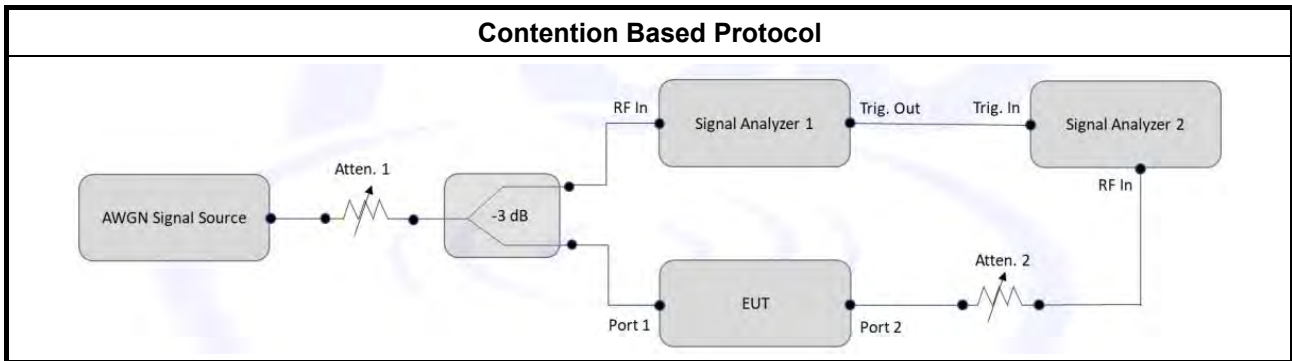 Contention Based Protocol
RF In
Signal Analyzer 1
Trig. Out
Trig. In
Signal Analyzer 2
RF In
Atten. 1
AWGN Signal Source
-3 dB
Atten. 2
EUT
Port 1
Port 2